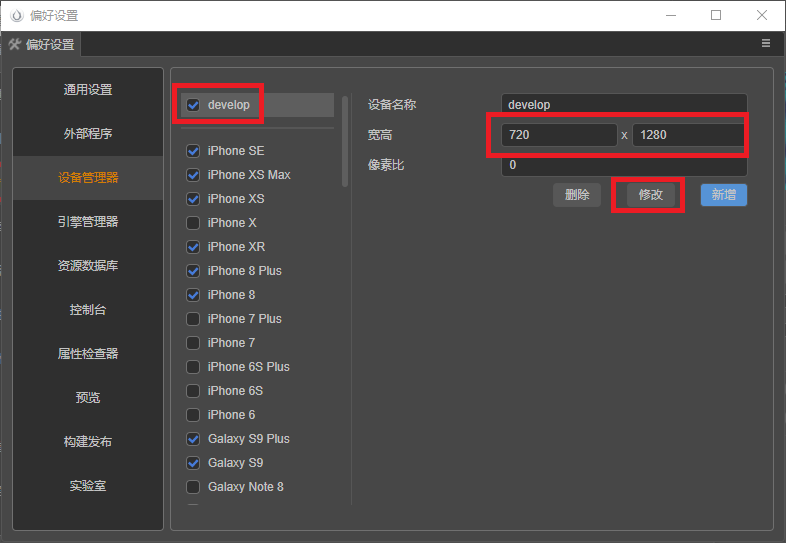 偏好设置
偏好设置
通用设置
外部程序
设备管理器
引擎管理器
资源数据库
控制台
属性检查器
预览
构建发布
实验室
develop
iPhone SE
iPhone XS Max
iPhone XS
iPhone X
iPhone XR
iPhone 8 Plus
iPhone 8
iPhone 7 Plus
iPhone 7
iPhone 6S Plus
iPhone 6S
iPhone 6
Galaxy S9 Plus
Galaxy S9
Galaxy Note 8
设备名称 develop
宽高 720 x 1280
像素比 0
删除 修改 新增